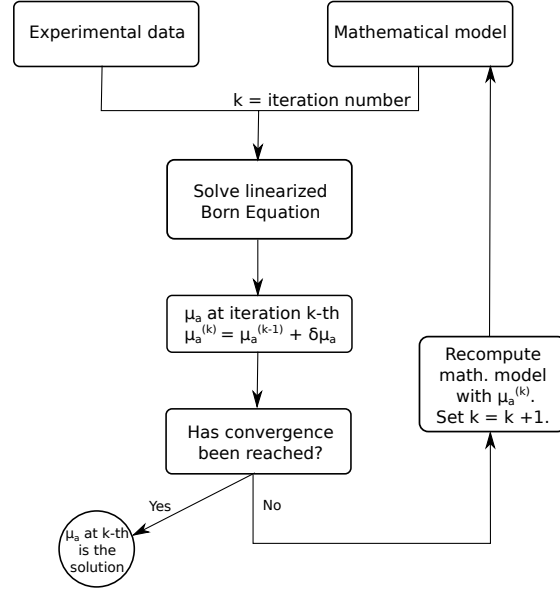 Experimental data
Mathematical model
k = iteration number
Solve linearized
Born Equation
μₐ at iteration k-th
μₐ⁽ᵏ⁾ = μₐ⁽ᵏ⁻¹⁾ + δμₐ
Recompute
math. model
with μₐ⁽ᵏ⁾.
Set k = k +1.
Has convergence
been reached?
Yes
No
μₐ at k-th
is the
solution